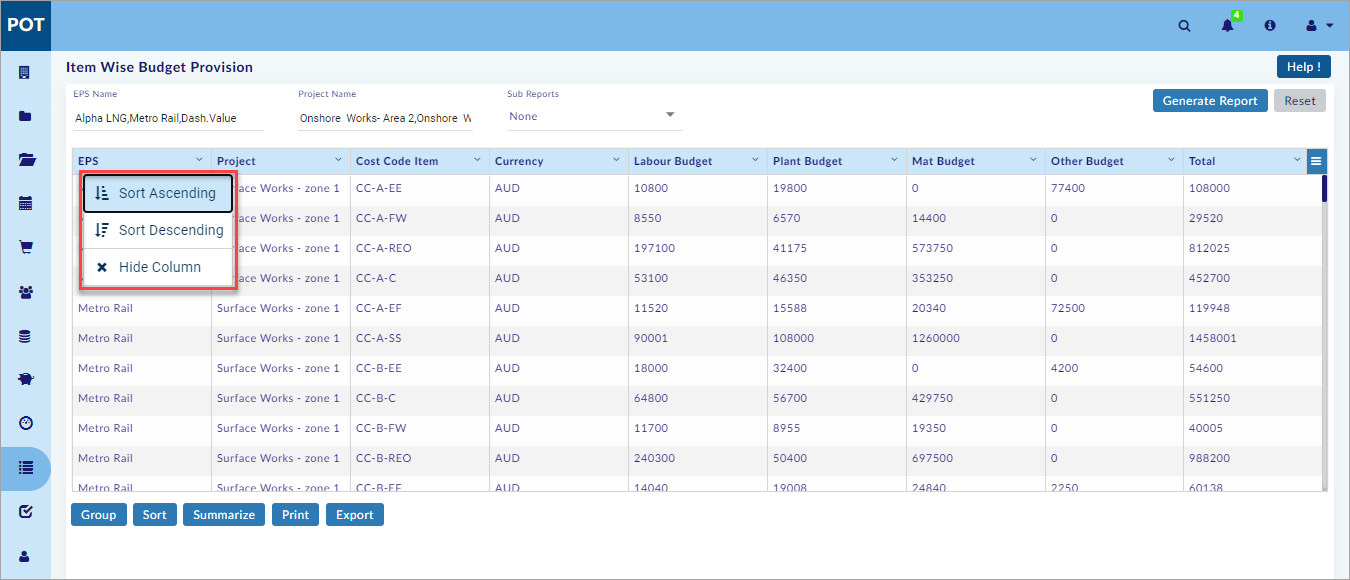 POT
4
Item Wise Budget Provision
Help !
EPS Name
Project Name
Sub Reports
Alpha LNG,Metro Rail,Dash.Value
Onshore Works- Area 2,Onshore W
None
Generate Report
Reset
EPS Project Cost Code Item Currency Labour Budget Plant Budget Mat Budget Other Budget Total
Sort Ascending
Sort Descending
Hide Column
face Works - zone 1 CC-A-EE AUD 10800 19800 0 77400 108000
ace Works - zone 1 CC-A-FW AUD 8550 6570 14400 0 29520
ace Works - zone 1 CC-A-REO AUD 197100 41175 573750 0 812025
ace Works - zone 1 CC-A-C AUD 53100 46350 353250 0 452700
Metro Rail Surface Works - zone 1 CC-A-EF AUD 11520 15588 20340 72500 119948
Metro Rail Surface Works - zone 1 CC-A-SS AUD 90001 108000 1260000 0 1458001
Metro Rail Surface Works - zone 1 CC-B-EE AUD 18000 32400 0 4200 54600
Metro Rail Surface Works - zone 1 CC-B-C AUD 64800 56700 429750 0 551250
Metro Rail Surface Works - zone 1 CC-B-FW AUD 11700 8955 19350 0 40005
Metro Rail Surface Works - zone 1 CC-B-REO AUD 240300 50400 697500 0 988200
Metro Rail Surface Works - zone 1 CC-B-EF AUD 14040 19008 24840 2250 60138
Group
Sort
Summarize
Print
Export